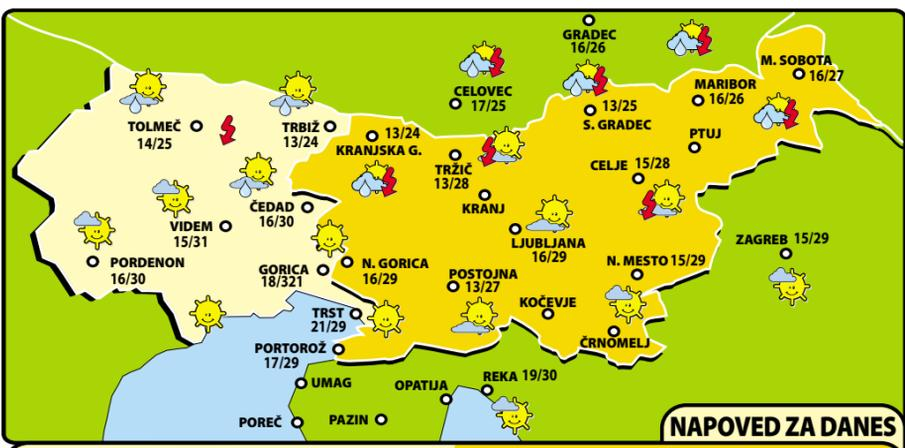 GRADEC
16/26
M. SOBOTA
16/27
CELOVEC
17/25
MARIBOR
16/26
13/25
S. GRADEC
TOLMEČ
14/25
TRBIŽ
13/24
13/24
KRANJSKA G.
PTUJ
TRŽIČ
13/28
CELJE 15/28
KRANJ
ČEDAD
16/30
VIDEM
15/31
LJUBLJANA
16/29
ZAGREB 15/29
PORDENON
16/30
GORICA
18/321
N. GORICA
16/29
POSTOJNA
13/27
N. MESTO 15/29
KOČEVJE
TRST
21/29
ČRNOMELJ
PORTOROŽ
17/29
UMAG
OPATIJA
REKA 19/30
POREČ
PAZIN
NAPOVED ZA DANES